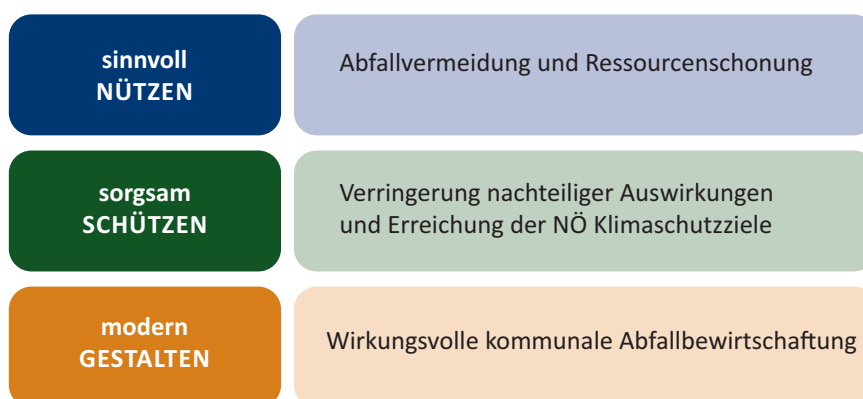 sinnvoll
NÜTZEN
Abfallvermeidung und Ressourcenschonung
sorgsam
SCHÜTZEN
Verringerung nachteiliger Auswirkungen
und Erreichung der NÖ Klimaschutzziele
modern
GESTALTEN
Wirkungsvolle kommunale Abfallbewirtschaftung